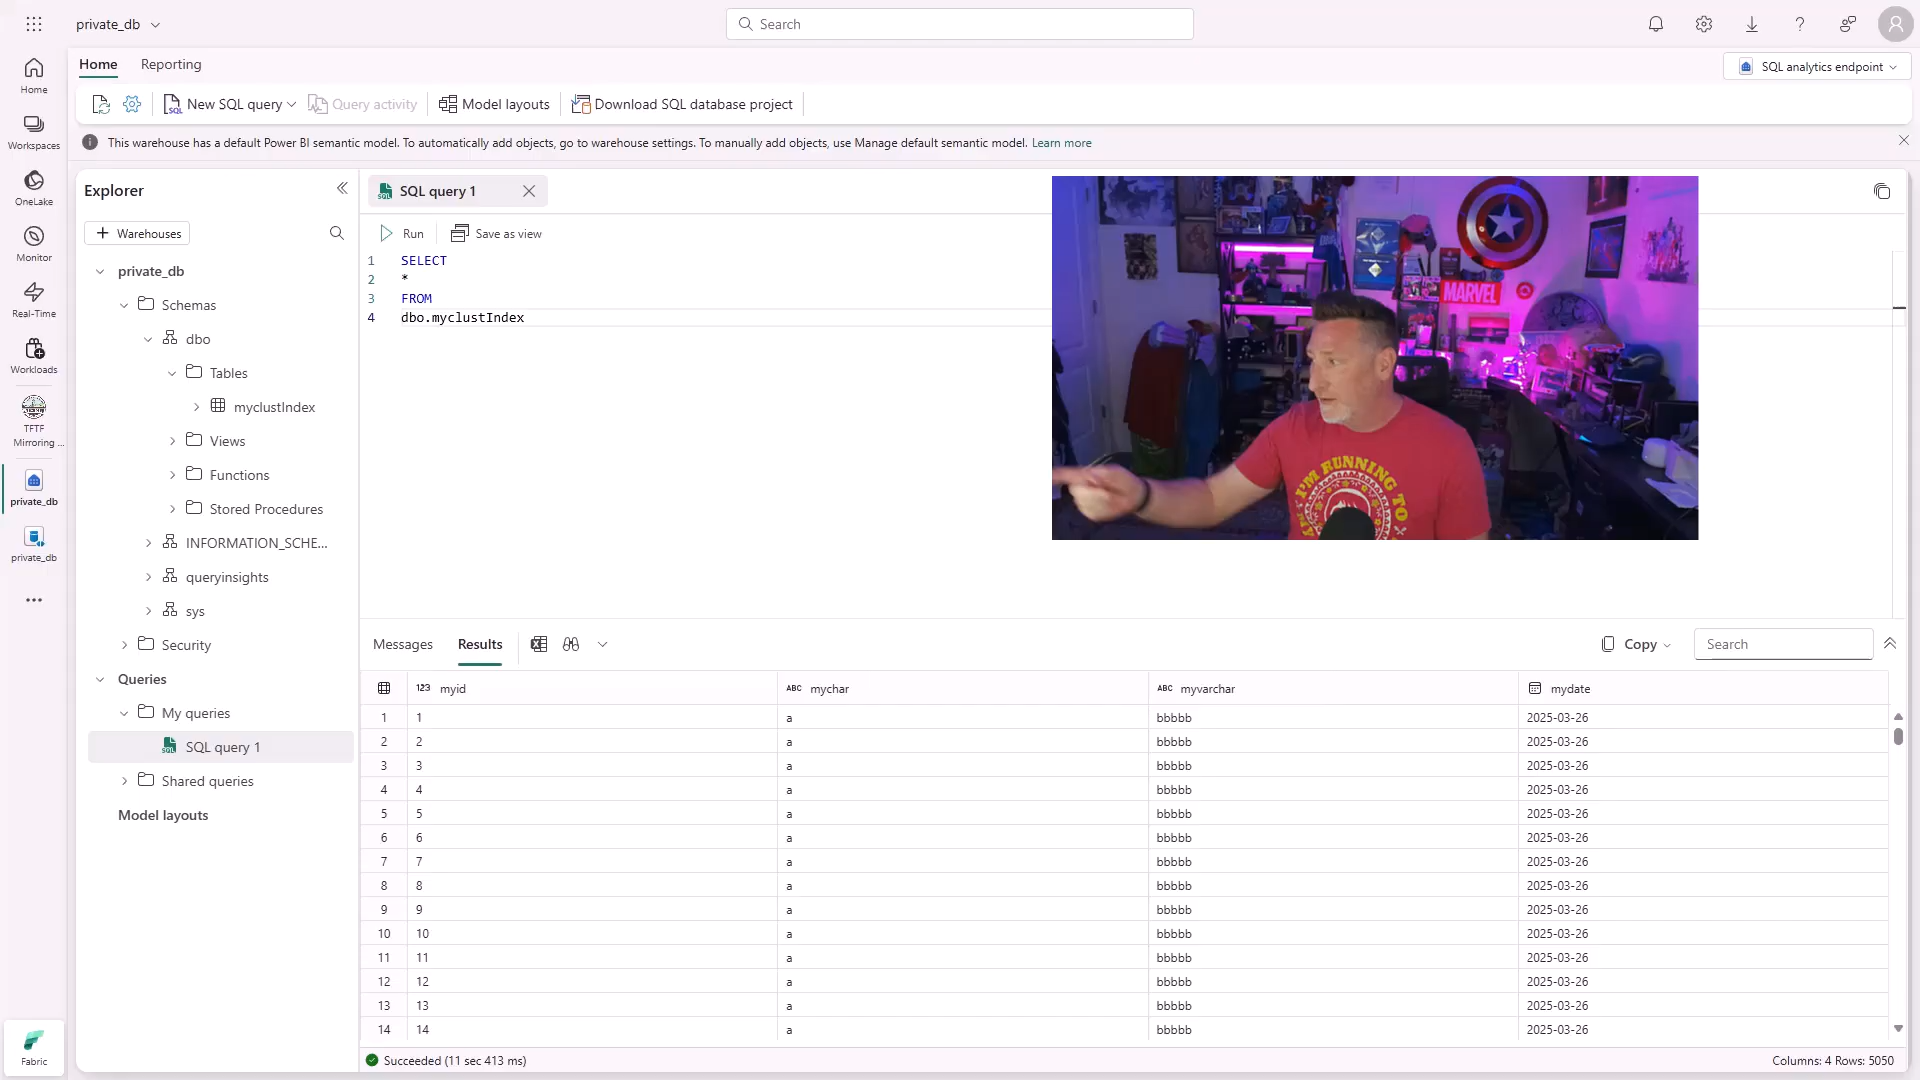 private_db
Search
Home
Reporting
SQL analytics endpoint
New SQL query
Query activity
Model layouts
Download SQL database project
This warehouse has a default Power BI semantic model. To automatically add objects, go to warehouse settings. To manually add objects, use Manage default semantic model. Learn more
Home
Workspaces
OneLake
Monitor
Real-Time
Workloads
TFTF
Mirroring ...
private_db
private_db
Fabric
Explorer
+ Warehouses
private_db
Schemas
dbo
Tables
myclustIndex
Views
Functions
Stored Procedures
INFORMATION_SCHE...
queryinsights
sys
Security
Queries
My queries
SQL query 1
Shared queries
Model layouts
SQL query 1
Run
Save as view
1 SELECT
2 *
3 FROM
4 dbo.myclustIndex
MARVEL
I'M RUNNING TO
Messages
Results
Copy
Search
123 myid ABC mychar ABC myvarchar mydate
1 1 a bbbbb 2025-03-26
2 2 a bbbbb 2025-03-26
3 3 a bbbbb 2025-03-26
4 4 a bbbbb 2025-03-26
5 5 a bbbbb 2025-03-26
6 6 a bbbbb 2025-03-26
7 7 a bbbbb 2025-03-26
8 8 a bbbbb 2025-03-26
9 9 a bbbbb 2025-03-26
10 10 a bbbbb 2025-03-26
11 11 a bbbbb 2025-03-26
12 12 a bbbbb 2025-03-26
13 13 a bbbbb 2025-03-26
14 14 a bbbbb 2025-03-26
Succeeded (11 sec 413 ms)
Columns: 4 Rows: 5050